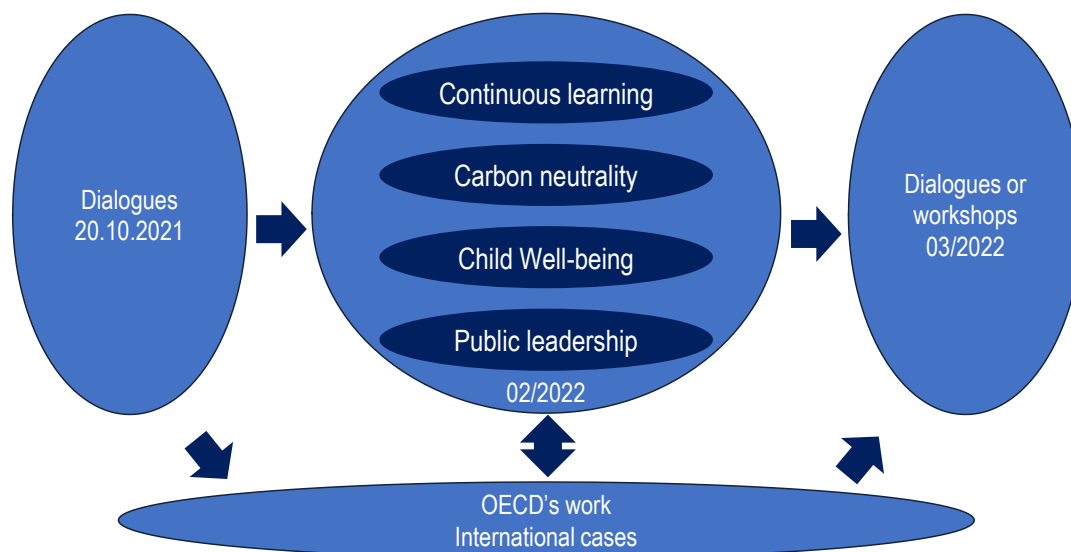 Dialogues
20.10.2021
Continuous learning
Carbon neutrality
Child Well-being
Public leadership
02/2022
Dialogues or
workshops
03/2022
OECD's work
International cases